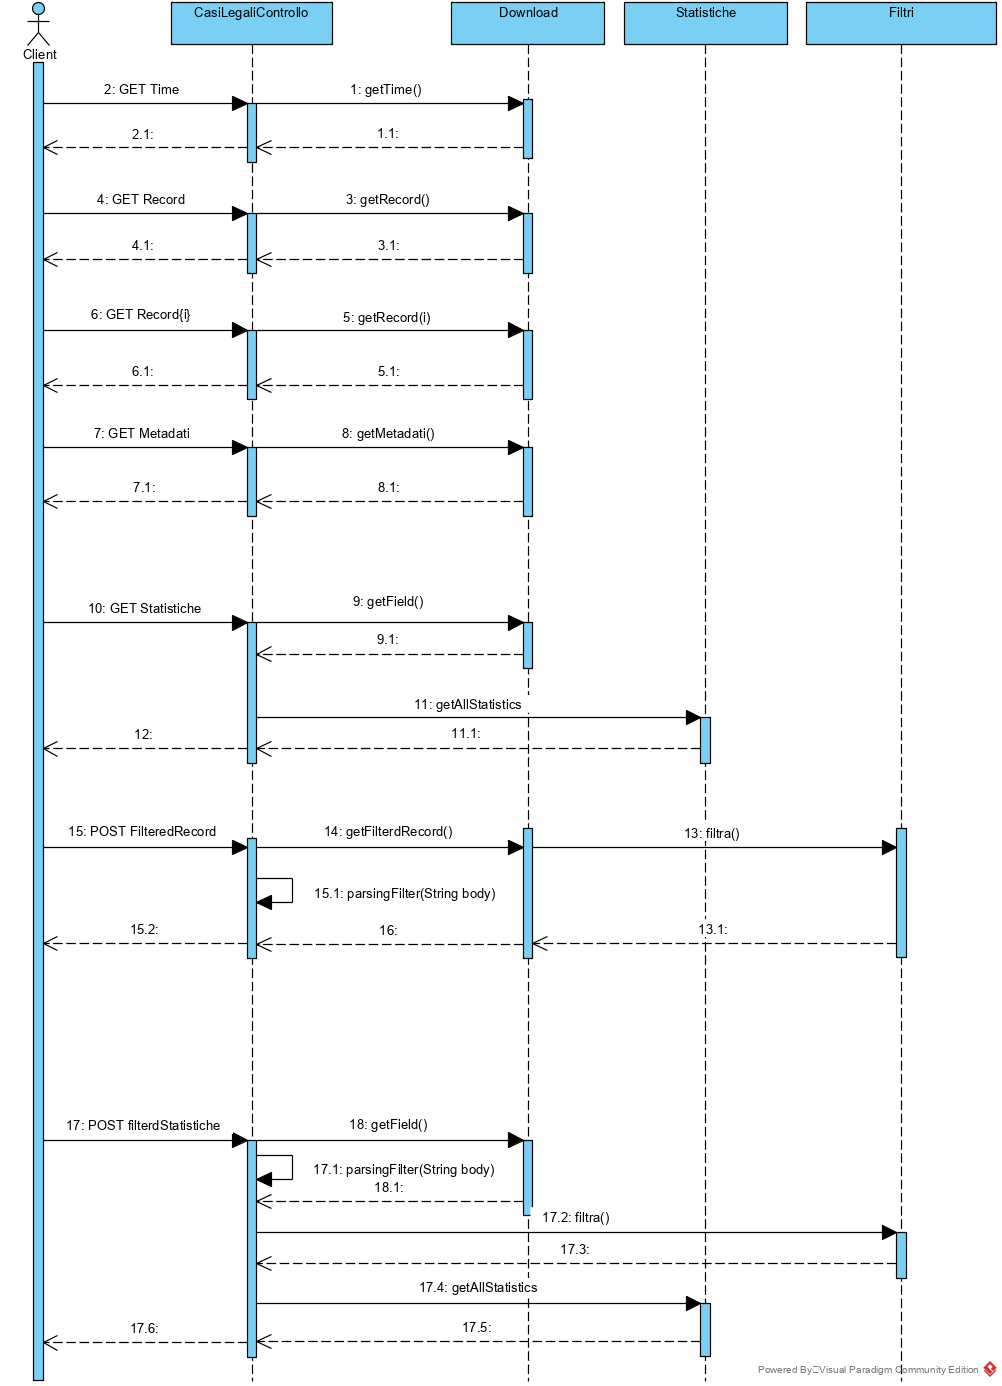 CasiLegaliControllo
Download
Statistiche
Filtri
Client
2: GET Time
1: getTime()
2.1:
1.1:
4: GET Record
3: getRecord()
4.1:
3.1:
6: GET Record{i}
5: getRecord(i)
6.1:
5.1:
7: GET Metadati
8: getMetadati()
7.1:
8.1:
10: GET Statistiche
9: getField()
9.1:
11: getAllStatistics
12:
11.1:
15: POST FilteredRecord
14: getFilterdRecord()
13: filtra()
15.1: parsingFilter(String body)
15.2:
16:
13.1:
17: POST filterdStatistiche
18: getField()
17.1: parsingFilter(String body)
18.1:
17.2: filtra()
17.3:
17.4: getAllStatistics
17.6:
17.5:
Powered By Visual Paradigm Community Edition